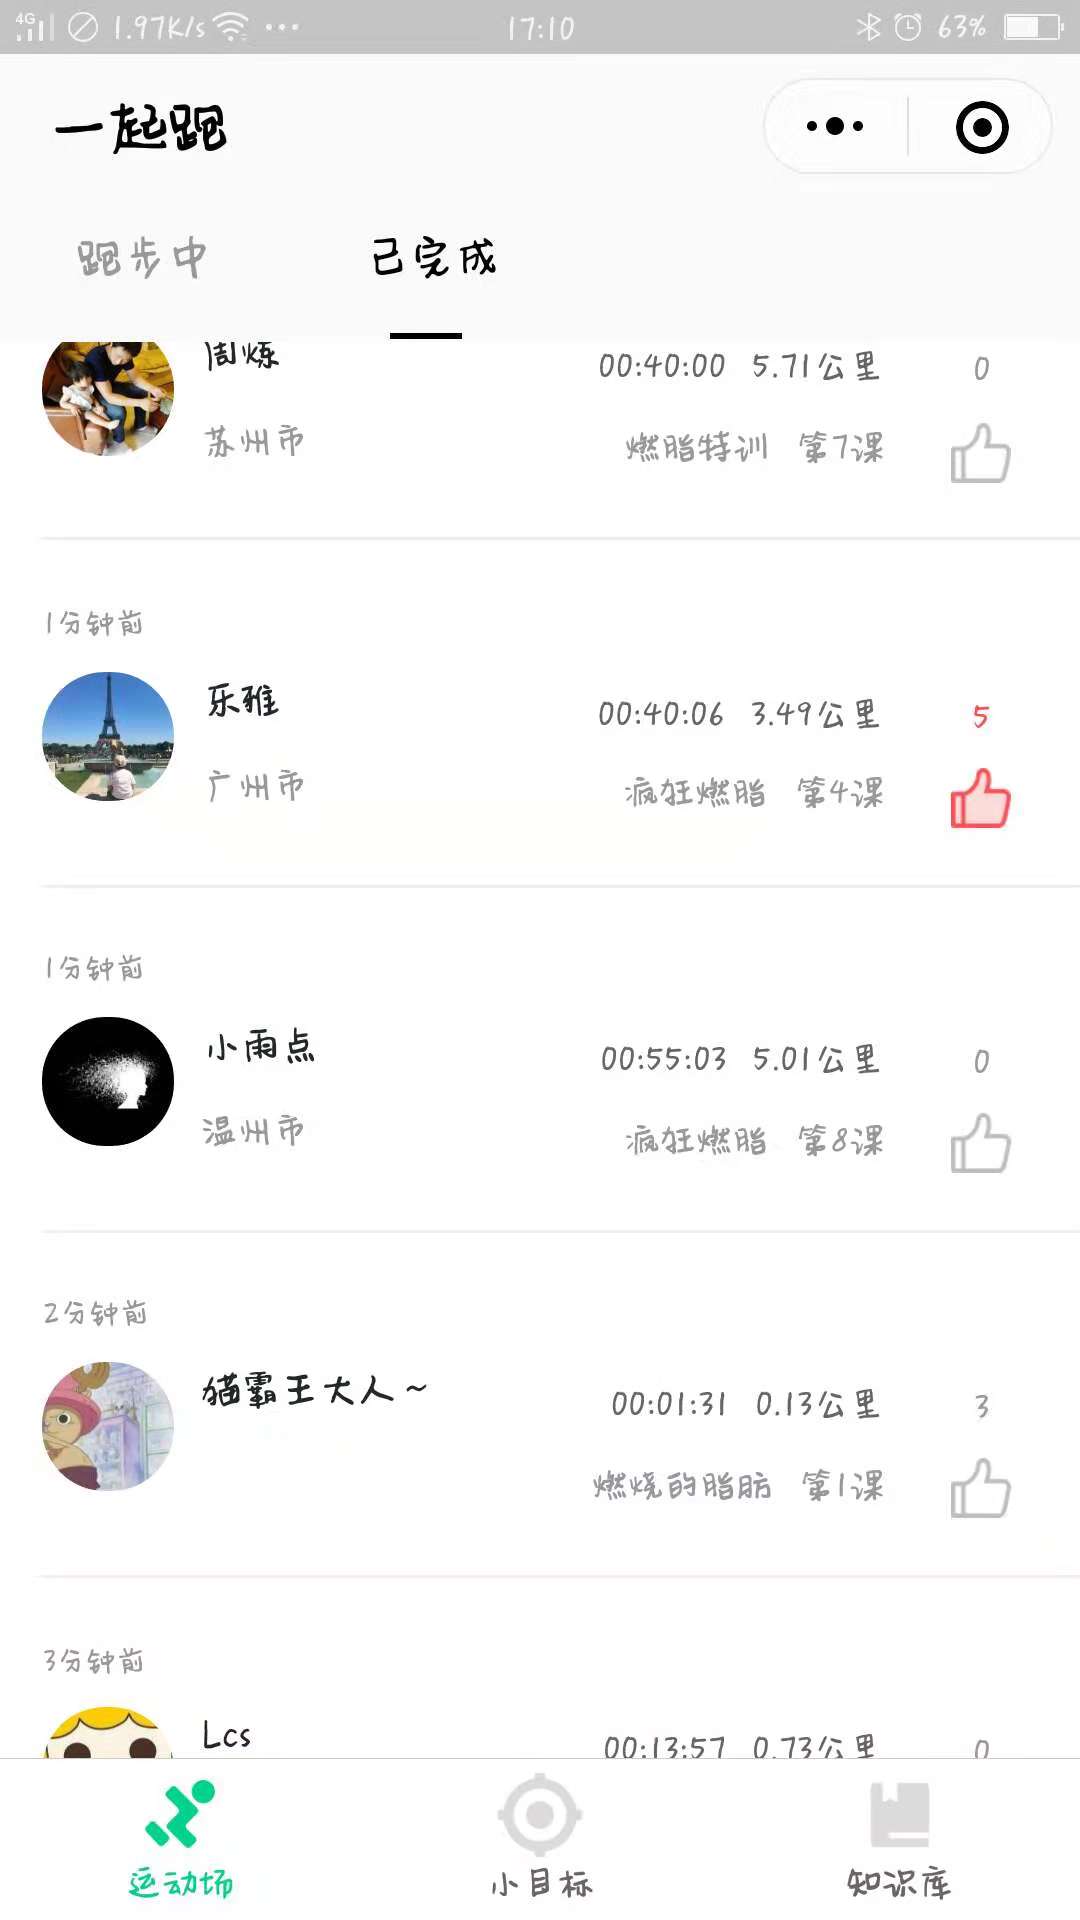 4G 1.97K/s 17:10 63%
一起跑
跑步中 已完成
周炼 00:40:00 5.71公里 0
苏州市 燃脂特训 第7课
1分钟前
乐雅 00:40:06 3.49公里 5
广州市 疯狂燃脂 第4课
1分钟前
小雨点 00:55:03 5.01公里 0
温州市 疯狂燃脂 第8课
2分钟前
猫霸王大人~ 00:01:31 0.13公里 3
燃烧的脂肪 第1课
3分钟前
Lcs 00:13:57 0.73公里 0
运动场 小目标 知识库